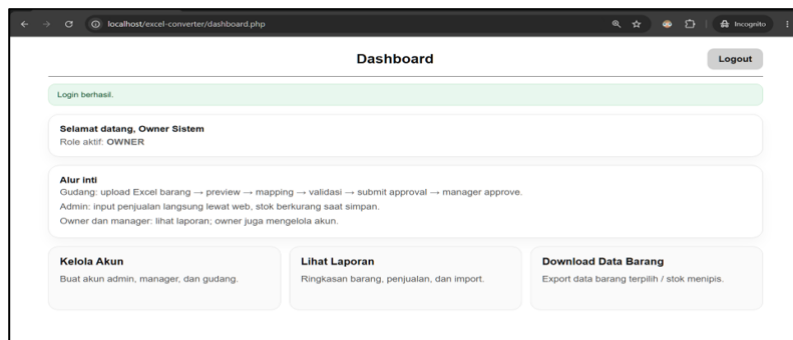 localhost/excel-converter/dashboard.php
Incognito
Dashboard
Logout
Login berhasil.
Selamat datang, Owner Sistem
Role aktif: OWNER
Alur inti
Gudang: upload Excel barang → preview → mapping → validasi → submit approval → manager approve.
Admin: input penjualan langsung lewat web, stok berkurang saat simpan.
Owner dan manager: lihat laporan; owner juga mengelola akun.
Kelola Akun
Buat akun admin, manager, dan gudang.
Lihat Laporan
Ringkasan barang, penjualan, dan import.
Download Data Barang
Export data barang terpilih / stok menipis.